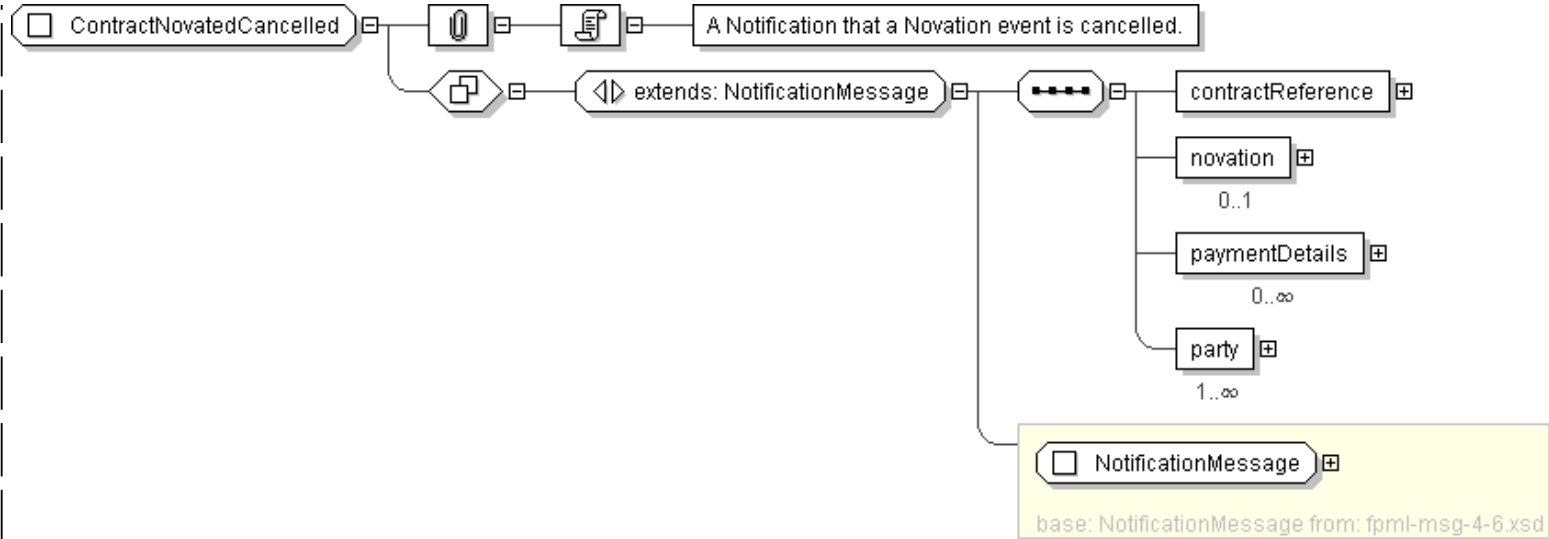 ContractNovatedCancelled
A Notification that a Novation event is cancelled.
extends: NotificationMessage
contractReference
novation
0..1
paymentDetails
0..∞
party
1..∞
NotificationMessage
base: NotificationMessage from: fpml-msg-4-6.xsd